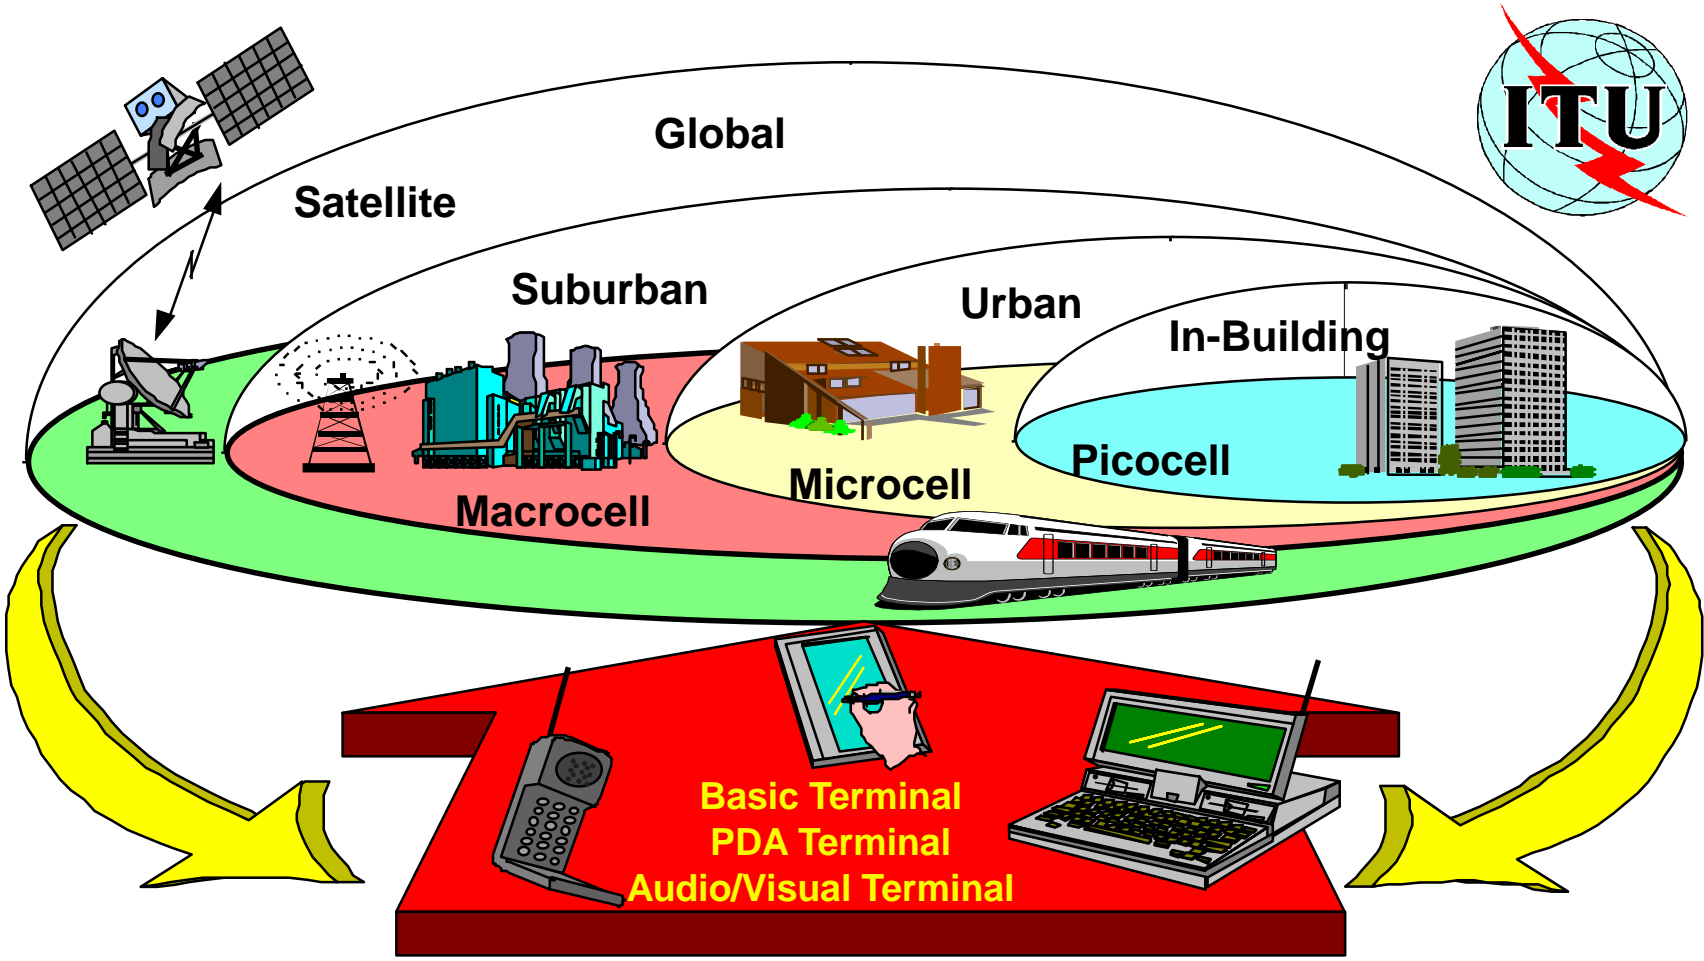 ITU
Global
Satellite
Suburban
Urban
In-Building
Picocell
Microcell
Macrocell
Basic Terminal
PDA Terminal
Audio/Visual Terminal